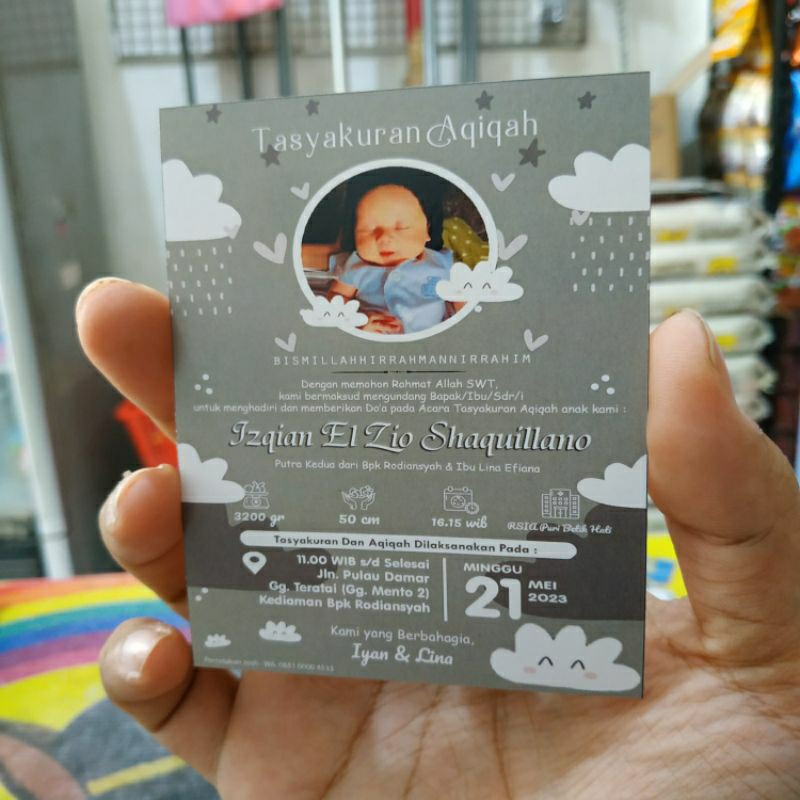 Tasyakuran Aqiqah
BISMILLAHHIRRAHMANNIRRAHIM
Dengan memohon Rahmat Allah SWT,
kami bermaksud mengundang Bapak/Ibu/Sdr/i
untuk menghadiri dan memberikan Do'a pada Acara Tasyakuran Aqiqah anak kami :
Izqian El Zio Shaquillano
Putra Kedua dari Bpk Rodiansyah & Ibu Lina Efiana
3200 gr
50 cm
16.15 wib
RSIA Puri Betik Hati
Tasyakuran Dan Aqiqah Dilaksanakan Pada :
11.00 WIB s/d Selesai
Jln. Pulau Damar
Gg. Teratai (Gg. Mento 2)
Kediaman Bpk Rodiansyah
MINGGU
21
MEI
2023
Kami yang Berbahagia,
Iyan & Lina